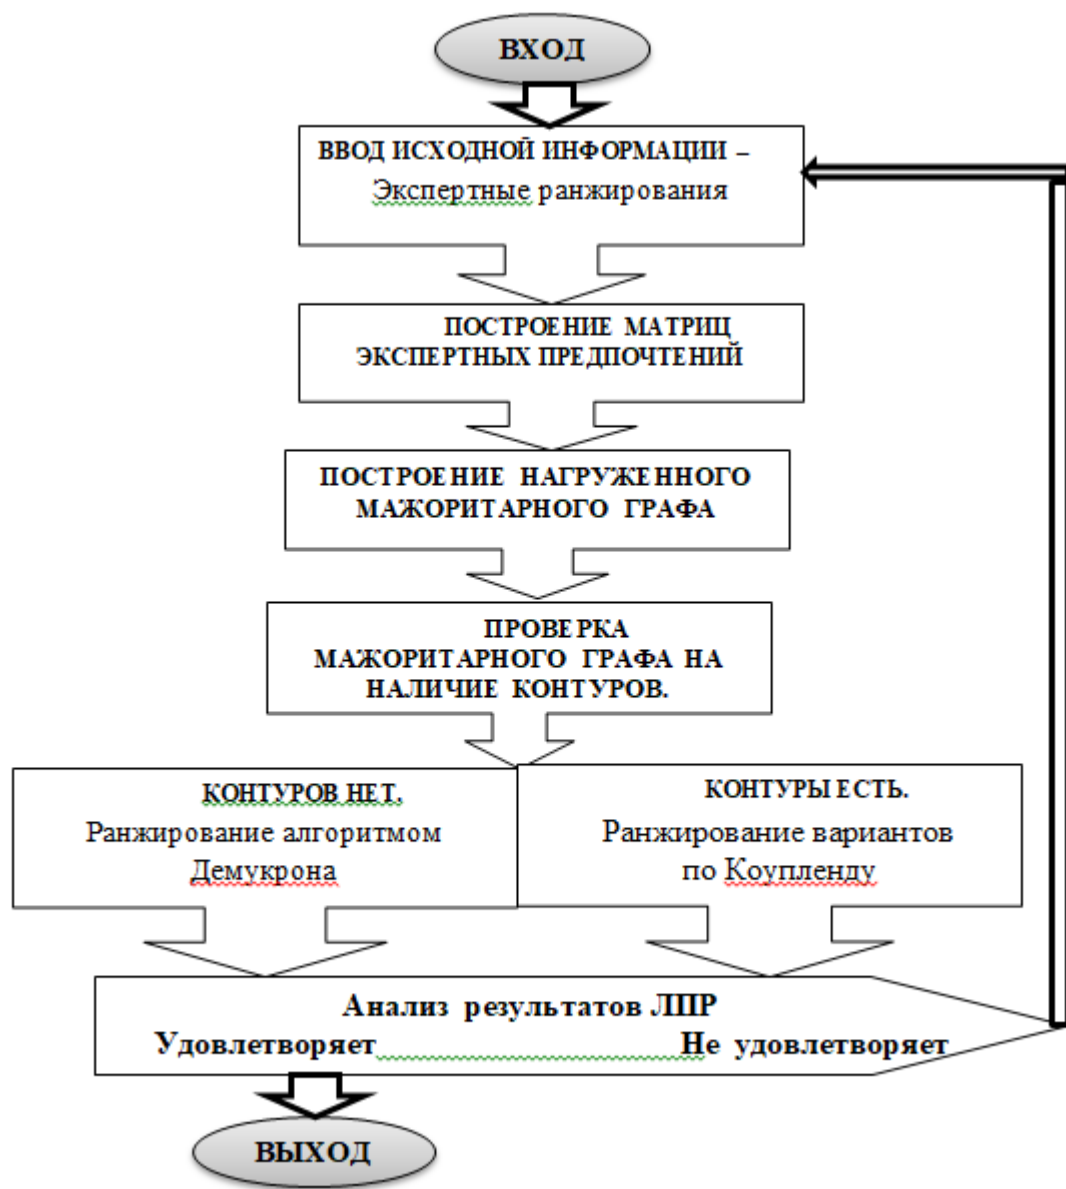 ВХОД
ВВОД ИСХОДНОЙ ИНФОРМАЦИИ –
Экспертные ранжирования
ПОСТРОЕНИЕ МАТРИЦ
ЭКСПЕРТНЫХ ПРЕДПОЧТЕНИЙ
ПОСТРОЕНИЕ НАГРУЖЕННОГО
МАЖОРИТАРНОГО ГРАФА
ПРОВЕРКА
МАЖОРИТАРНОГО ГРАФА НА
НАЛИЧИЕ КОНТУРОВ.
КОНТУРОВ НЕТ.
Ранжирование алгоритмом
Демукрона
КОНТУРЫ ЕСТЬ.
Ранжирование вариантов
по Коупленду
Анализ результатов ЛПР
Удовлетворяет Не удовлетворяет
ВЫХОД